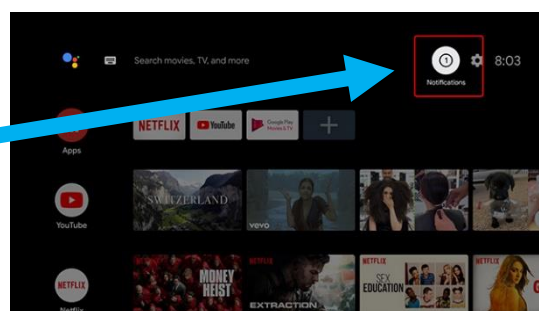 Search movies, TV, and more
1
8:03
Notifications
NETFLIX
YouTube
Google Play
Movies & TV
Apps
SWITZERLAND
vevo
YouTube
NETFLIX
NETFLIX
MONEY
HEIST
NETFLIX
EXTRACTION
NETFLIX
SEX
EDUCATION
NETFLIX
G
Netflix